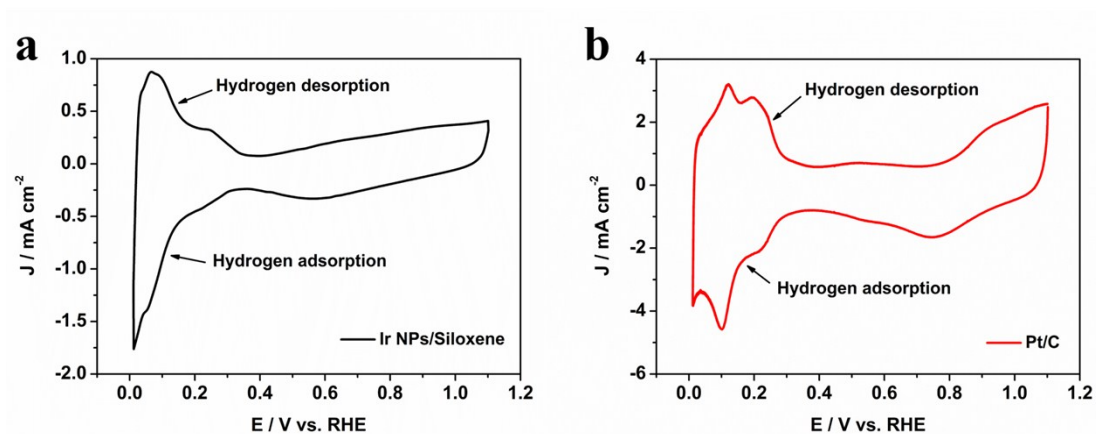 a
J / mA cm-2
1.0
0.5
0.0
-0.5
-1.0
-1.5
-2.0
Hydrogen desorption
Hydrogen adsorption
Ir NPs/Siloxene
0.0 0.2 0.4 0.6 0.8 1.0 1.2
E / V vs. RHE
b
J / mA cm-2
4
2
0
-2
-4
-6
Hydrogen desorption
Hydrogen adsorption
Pt/C
0.0 0.2 0.4 0.6 0.8 1.0 1.2
E / V vs. RHE